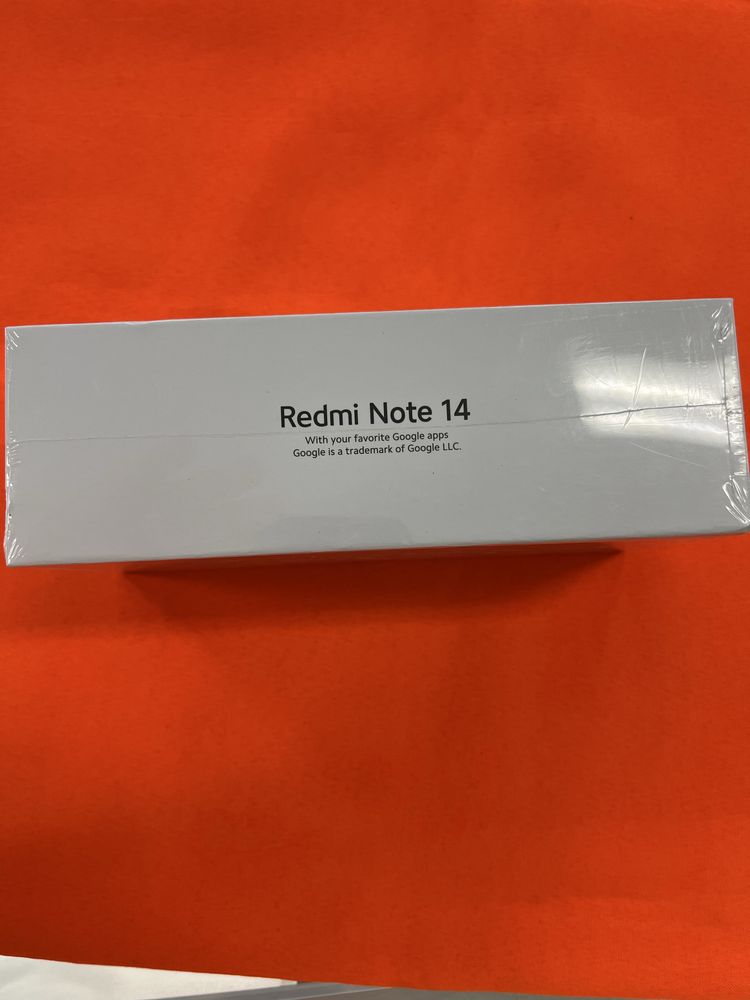 Redmi Note 14
With your favorite Google apps
Google is a trademark of Google LLC.